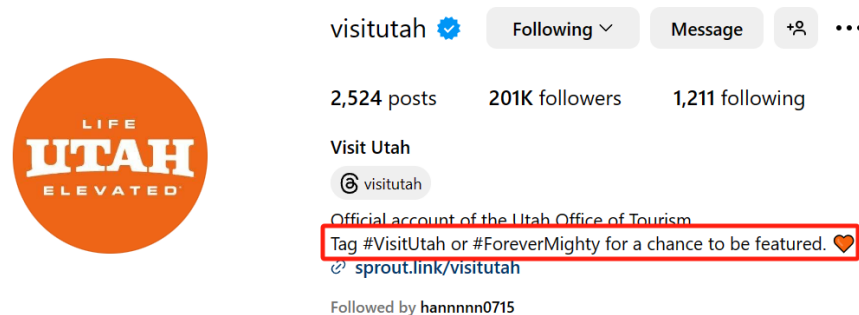 visitutah
Following
Message
2,524 posts 201K followers 1,211 following
LIFE
UTAH
ELEVATED
Visit Utah
visitutah
Official account of the Utah Office of Tourism
Tag #VisitUtah or #ForeverMighty for a chance to be featured. 🧡
sprout.link/visitutah
Followed by hannnnn0715